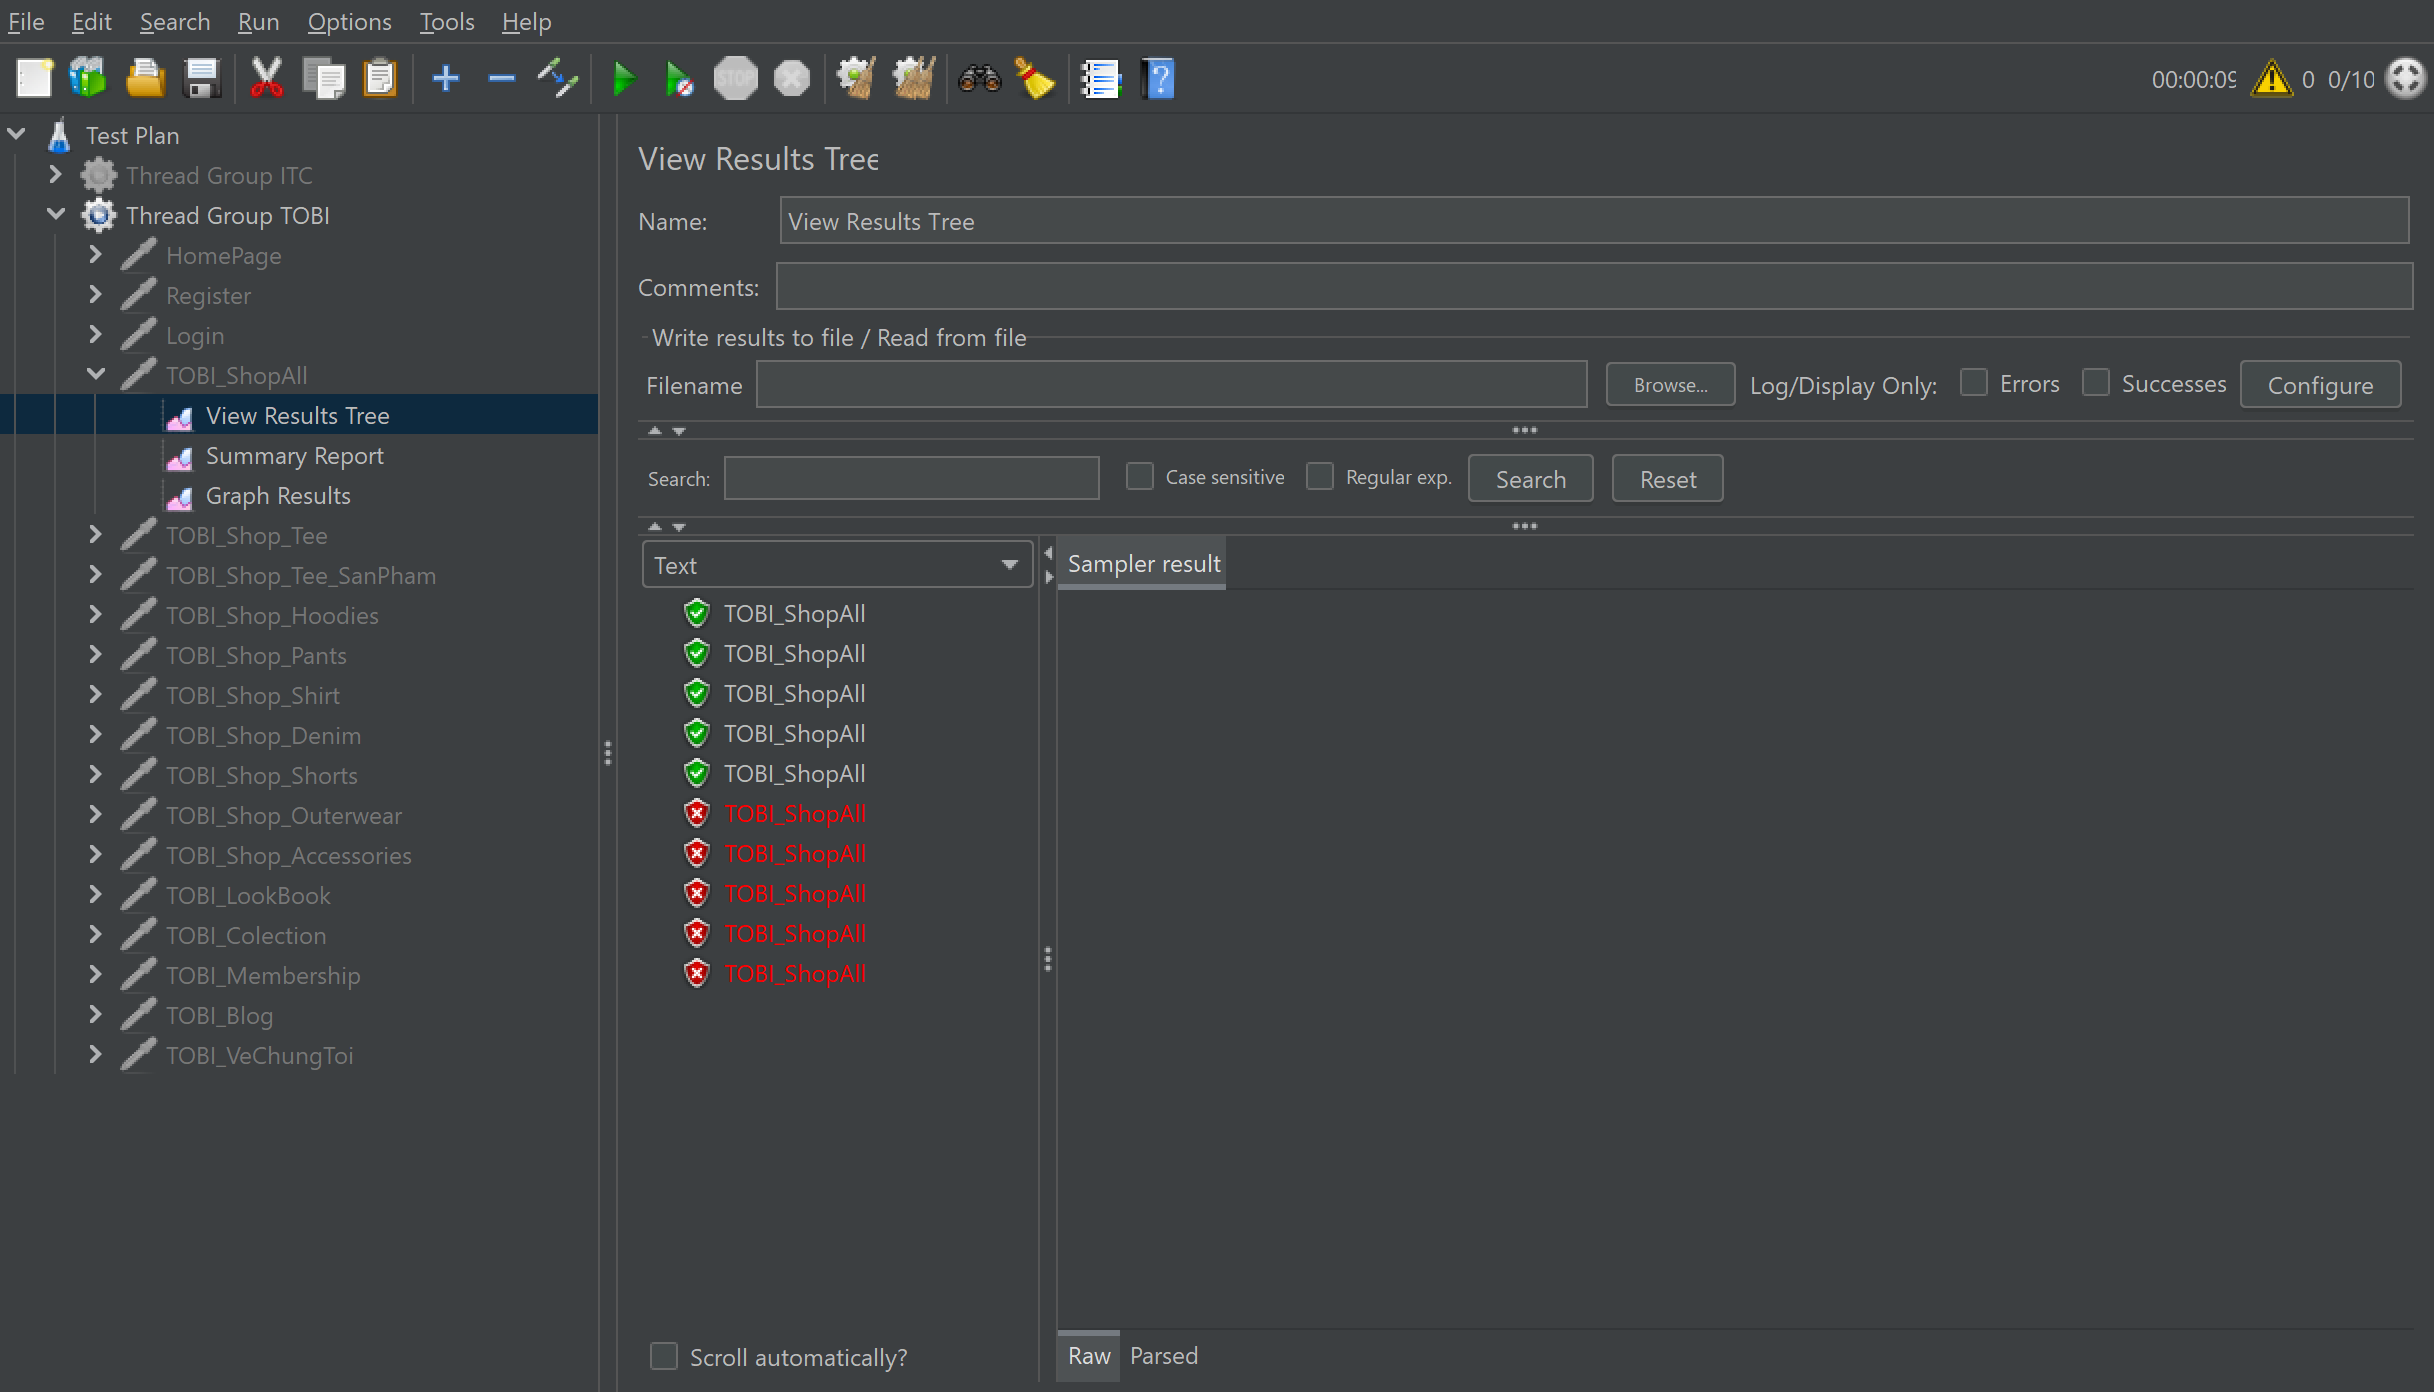 File Edit Search Run Options Tools Help
STOP
00:00:09 0 0/10
Test Plan
Thread Group ITC
Thread Group TOBI
HomePage
Register
Login
TOBI_ShopAll
View Results Tree
Summary Report
Graph Results
TOBI_Shop_Tee
TOBI_Shop_Tee_SanPham
TOBI_Shop_Hoodies
TOBI_Shop_Pants
TOBI_Shop_Shirt
TOBI_Shop_Denim
TOBI_Shop_Shorts
TOBI_Shop_Outerwear
TOBI_Shop_Accessories
TOBI_LookBook
TOBI_Colection
TOBI_Membership
TOBI_Blog
TOBI_VeChungToi
View Results Tree
Name: View Results Tree
Comments:
Write results to file / Read from file
Filename Browse... Log/Display Only: Errors Successes Configure
Search: Case sensitive Regular exp. Search Reset
Text
TOBI_ShopAll
TOBI_ShopAll
TOBI_ShopAll
TOBI_ShopAll
TOBI_ShopAll
TOBI_ShopAll
TOBI_ShopAll
TOBI_ShopAll
TOBI_ShopAll
TOBI_ShopAll
Scroll automatically?
Sampler result
Raw Parsed